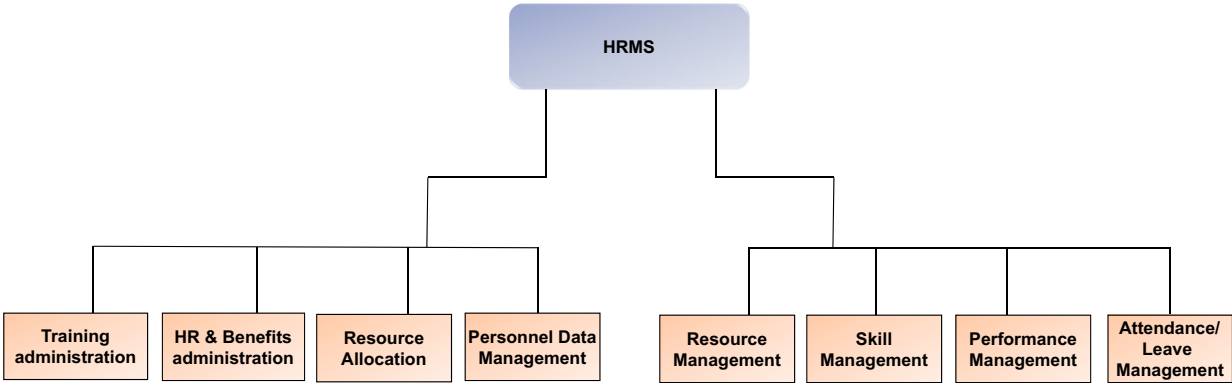 HRMS
Training
administration
HR & Benefits
administration
Resource
Allocation
Personnel Data
Management
Resource
Management
Skill
Management
Performance
Management
Attendance/
Leave
Management